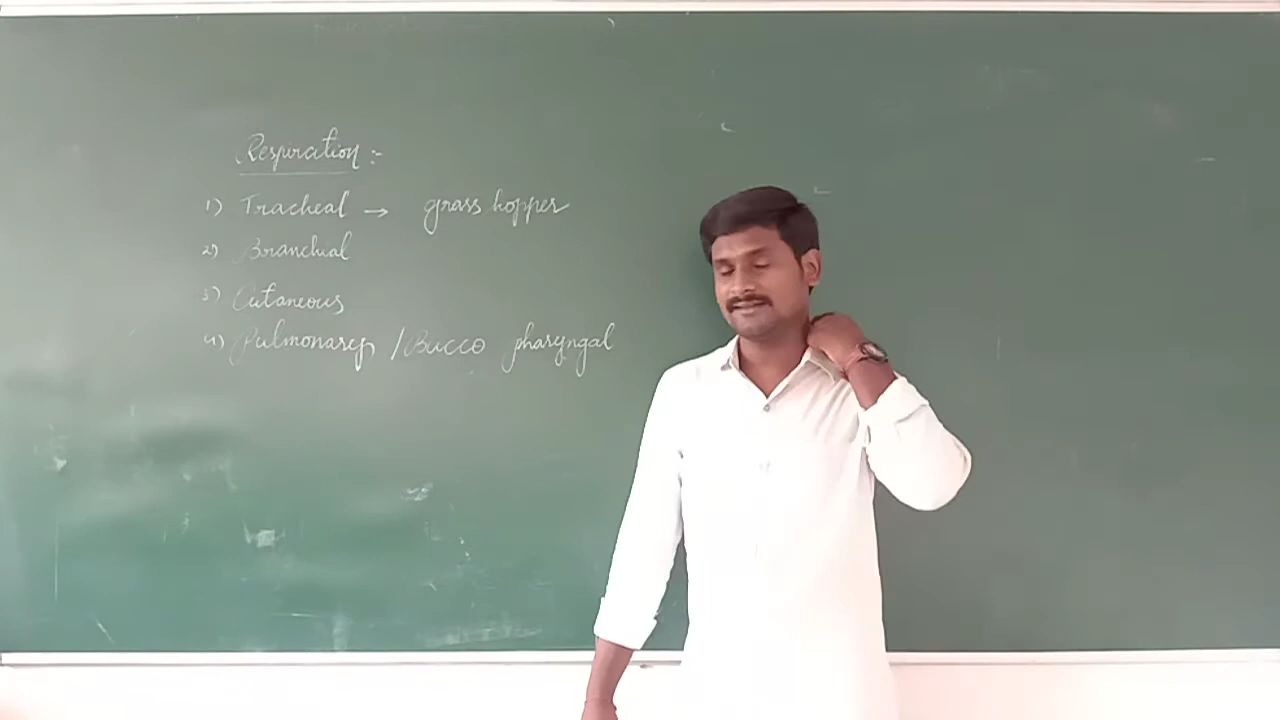 Respiration :-
1) Tracheal → grass hopper
2) Branchial
3) Cutaneous
4) Pulmonary / Bucco pharyngal